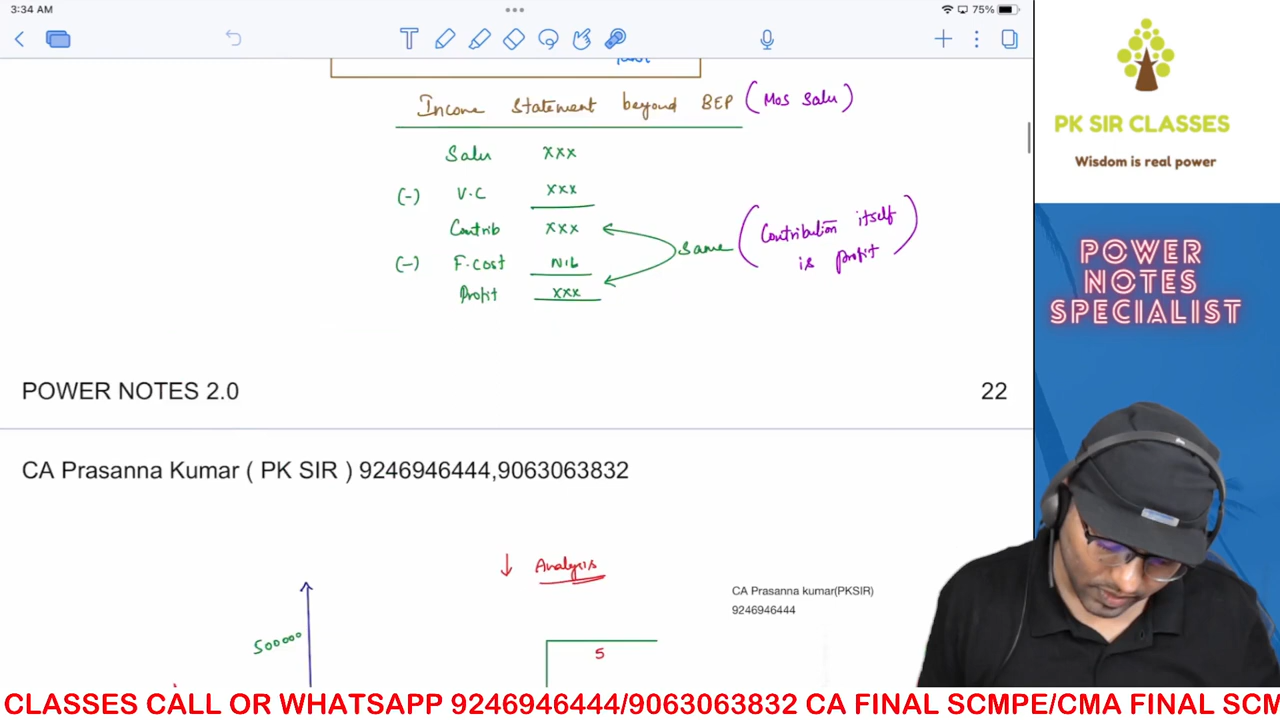 3:34 AM
75%
Income Statement beyond BEP (Mos Sales)
Sales xxx
(-) V.C xxx
Contrib xxx
Same (Contribution itself is profit)
(-) F.cost NIL
Profit xxx
POWER NOTES 2.0 22
CA Prasanna Kumar ( PK SIR ) 9246946444,9063063832
↓ Analysis
CA Prasanna kumar(PKSIR)
9246946444
500000
5
PK SIR CLASSES
Wisdom is real power
POWER
NOTES
SPECIALIST
CLASSES CALL OR WHATSAPP 9246946444/9063063832 CA FINAL SCMPE/CMA FINAL SCM